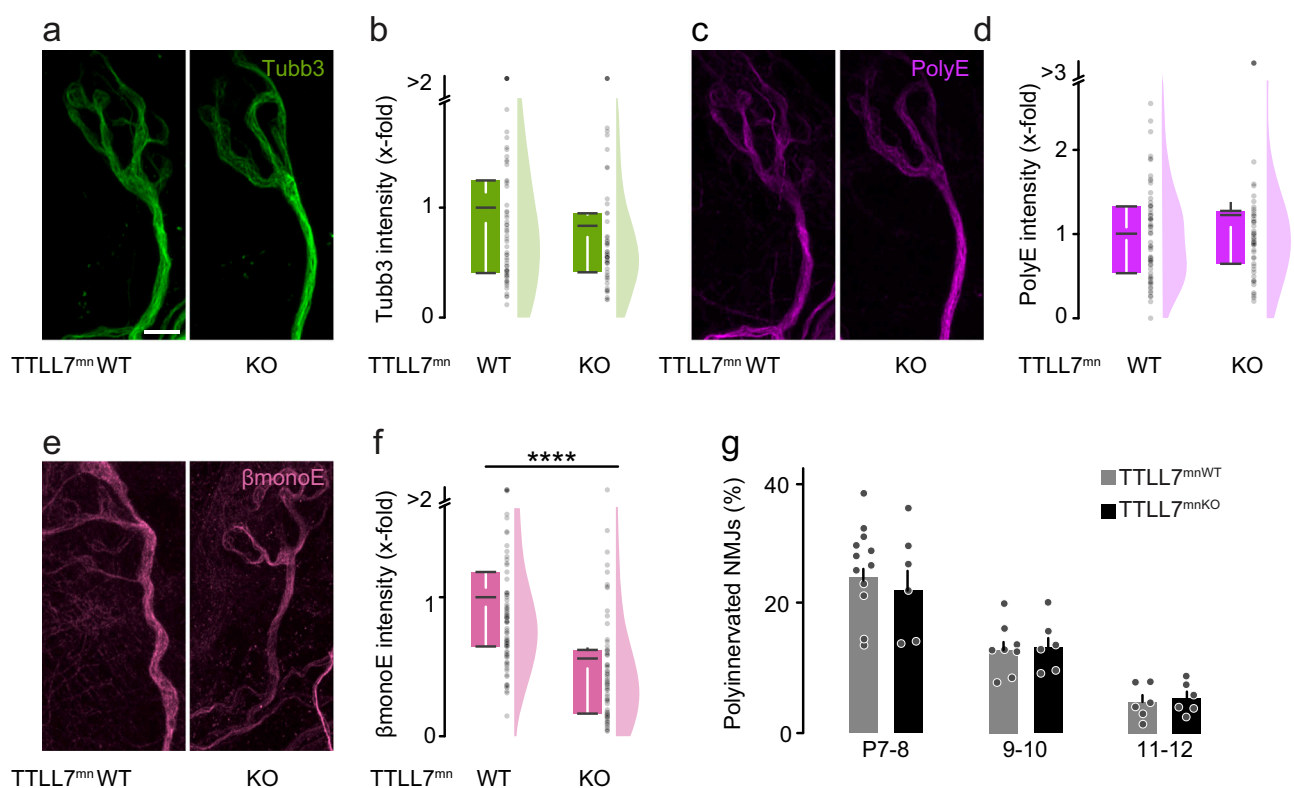 a
Tubb3
TTLL7ᵐⁿ WT
KO
b
Tubb3 intensity (x-fold)
>2
1
0
TTLL7ᵐⁿ
WT
KO
c
PolyE
TTLL7ᵐⁿ WT
KO
d
PolyE intensity (x-fold)
>3
2
1
0
TTLL7ᵐⁿ
WT
KO
e
βmonoE
TTLL7ᵐⁿ WT
KO
f
****
βmonoE intensity (x-fold)
>2
1
0
TTLL7ᵐⁿ
WT
KO
g
TTLL7ᵐⁿᵂᵀ
TTLL7ᵐⁿᴷᴼ
Polyinnervated NMJs (%)
40
20
0
P7-8
9-10
11-12